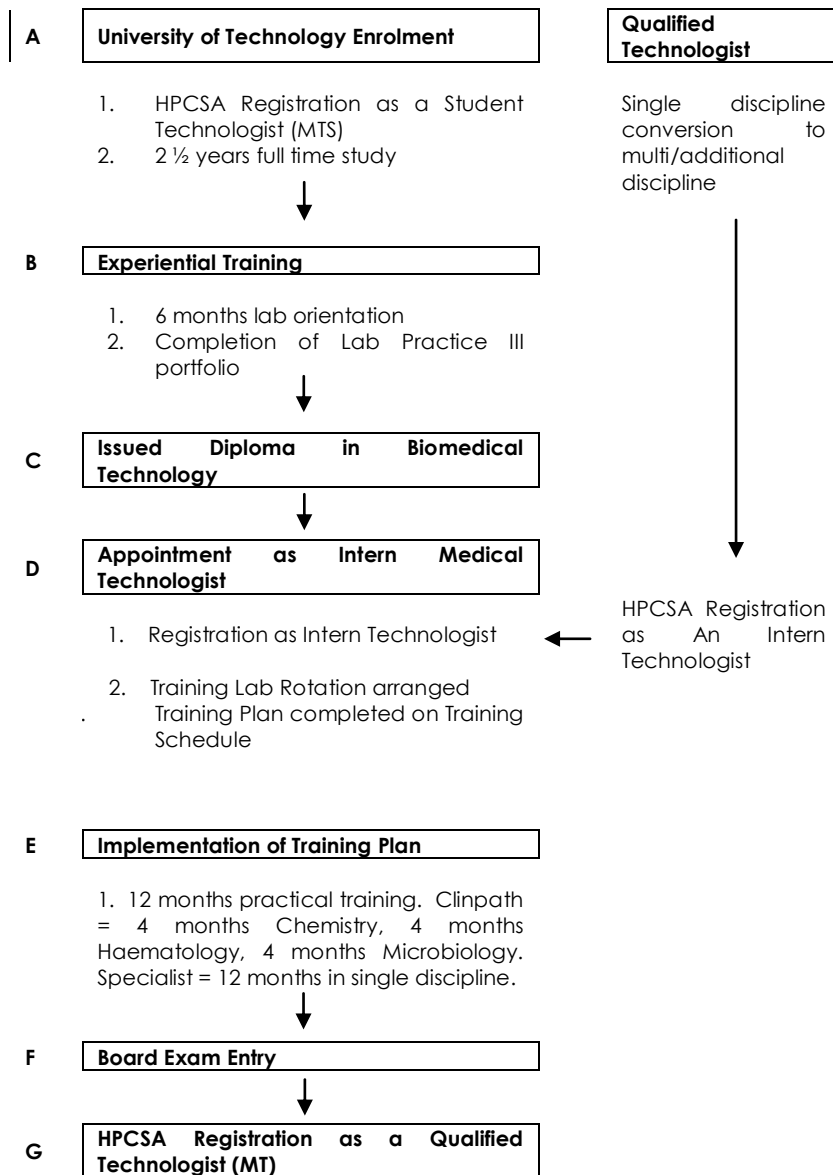 A
University of Technology Enrolment
1. HPCSA Registration as a Student
Technologist (MTS)
2. 2 ½ years full time study
B
Experiential Training
1. 6 months lab orientation
2. Completion of Lab Practice III
portfolio
C
Issued Diploma in Biomedical
Technology
D
Appointment as Intern Medical
Technologist
1. Registration as Intern Technologist
2. Training Lab Rotation arranged
. Training Plan completed on Training
Schedule
E
Implementation of Training Plan
1. 12 months practical training. Clinpath
= 4 months Chemistry, 4 months
Haematology, 4 months Microbiology.
Specialist = 12 months in single discipline.
F
Board Exam Entry
G
HPCSA Registration as a Qualified
Technologist (MT)
Qualified
Technologist
Single discipline
conversion to
multi/additional
discipline
HPCSA Registration
as An Intern
Technologist